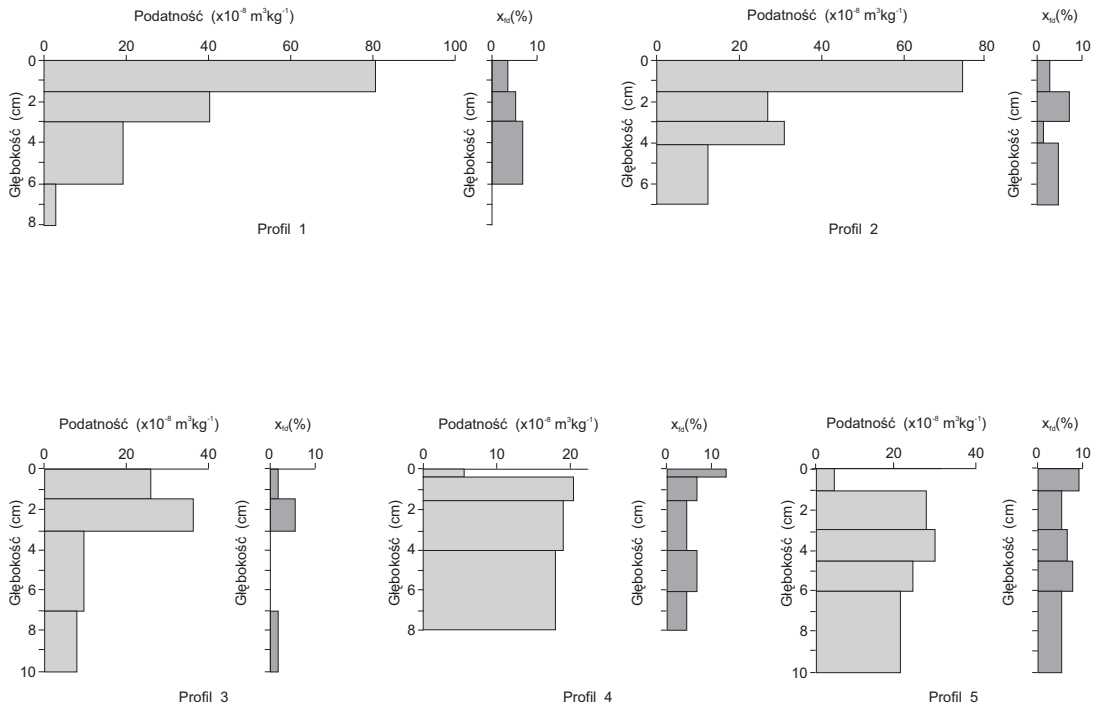 Podatność (x10⁻⁸ m³kg⁻¹)
0 20 40 60 80 100
Głębokość (cm)
0
2
4
6
8
x_fd(%)
0 10
Głębokość (cm)
Profil 1
Podatność (x10⁻⁸ m³kg⁻¹)
0 20 40 60 80
Głębokość (cm)
0
2
4
6
x_fd(%)
0 10
Głębokość (cm)
Profil 2
Podatność (x10⁻⁸ m³kg⁻¹)
0 20 40
Głębokość (cm)
0
2
4
6
8
10
x_fd(%)
0 10
Głębokość (cm)
Profil 3
Podatność (x10⁻⁸ m³kg⁻¹)
0 10 20
Głębokość (cm)
0
2
4
8
x_fd(%)
0 10
Głębokość (cm)
Profil 4
Podatność (x10⁻⁸ m³kg⁻¹)
0 20 40
Głębokość (cm)
0
2
4
6
8
10
x_fd(%)
0 10
Głębokość (cm)
Profil 5